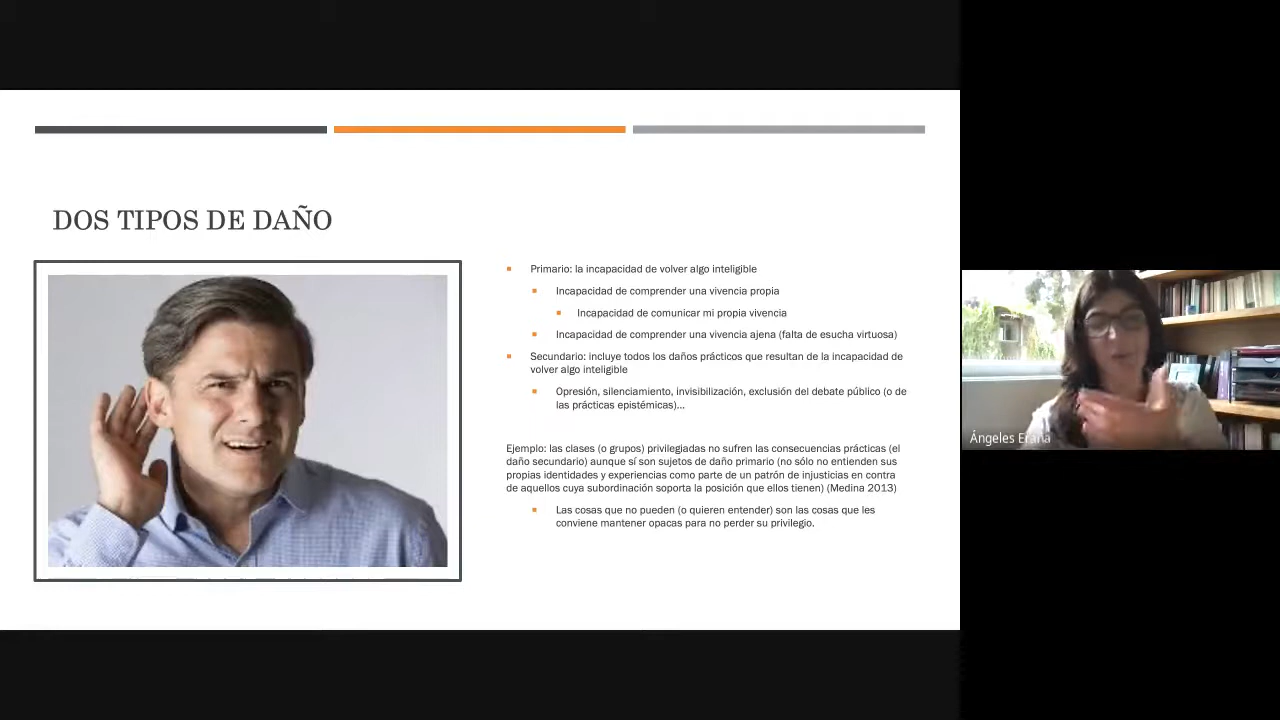 DOS TIPOS DE DAÑO
Primario: la incapacidad de volver algo inteligible
Incapacidad de comprender una vivencia propia
Incapacidad de comunicar mi propia vivencia
Incapacidad de comprender una vivencia ajena (falta de esucha virtuosa)
Secundario: incluye todos los daños prácticos que resultan de la incapacidad de
volver algo inteligible
Opresión, silenciamiento, invisibilización, exclusión del debate público (o de
las prácticas epistémicas)...
Ejemplo: las clases (o grupos) privilegiadas no sufren las consecuencias prácticas (el
daño secundario) aunque sí son sujetos de daño primario (no sólo no entienden sus
propias identidades y experiencias como parte de un patrón de injusticias en contra
de aquellos cuya subordinación soporta la posición que ellos tienen) (Medina 2013)
Las cosas que no pueden (o quieren entender) son las cosas que les
conviene mantener opacas para no perder su privilegio.
Ángeles Eraña